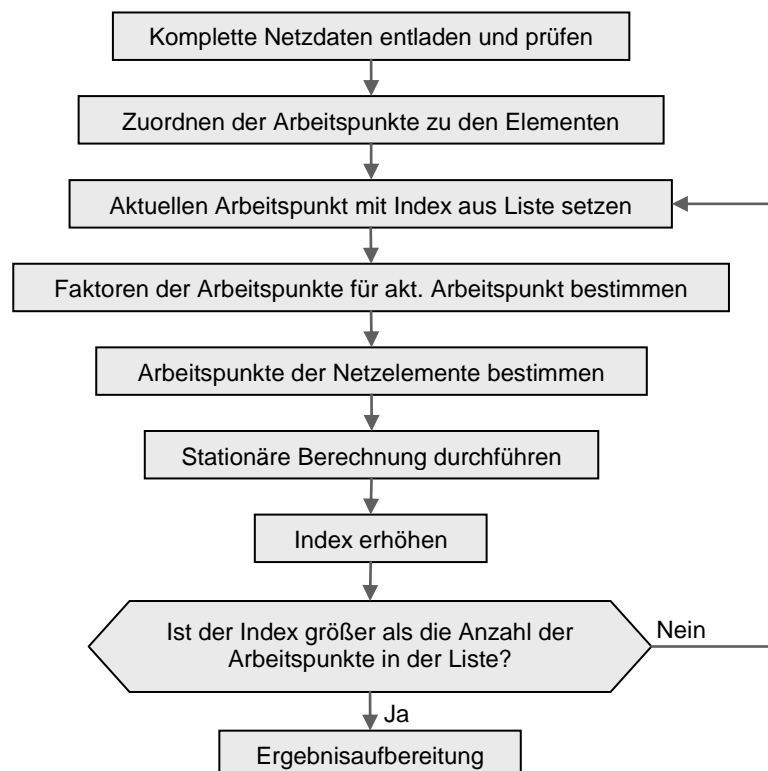 Komplette Netzdaten entladen und prüfen
Zuordnen der Arbeitspunkte zu den Elementen
Aktuellen Arbeitspunkt mit Index aus Liste setzen
Faktoren der Arbeitspunkte für akt. Arbeitspunkt bestimmen
Arbeitspunkte der Netzelemente bestimmen
Stationäre Berechnung durchführen
Index erhöhen
Ist der Index größer als die Anzahl der
Arbeitspunkte in der Liste?
Nein
Ja
Ergebnisaufbereitung